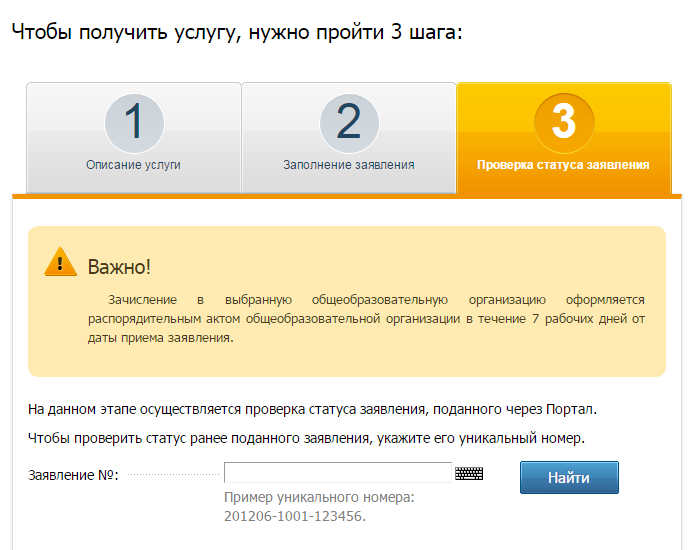 Чтобы получить услугу, нужно пройти 3 шага:
1
Описание услуги
2
Заполнение заявления
3
Проверка статуса заявления
Важно!
Зачисление в выбранную общеобразовательную организацию оформляется
распорядительным актом общеобразовательной организации в течение 7 рабочих дней от
даты приема заявления.
На данном этапе осуществляется проверка статуса заявления, поданного через Портал.
Чтобы проверить статус ранее поданного заявления, укажите его уникальный номер.
Заявление №:
Найти
Пример уникального номера:
201206-1001-123456.